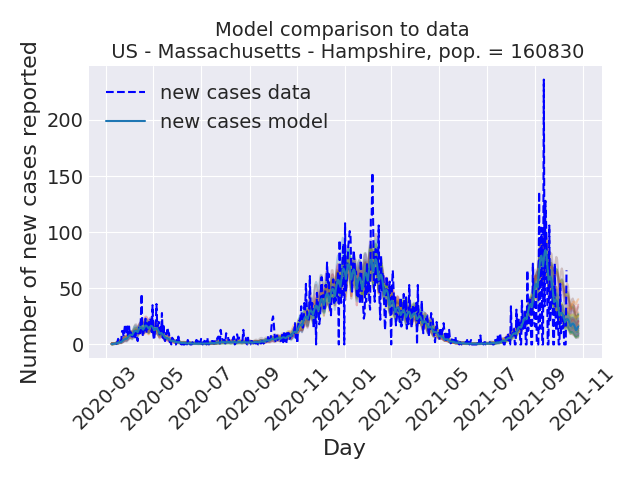 Model comparison to data
US - Massachusetts - Hampshire, pop. = 160830
Number of new cases reported
new cases data
new cases model
200
150
100
50
0
2020-03
2020-05
2020-07
2020-09
2020-11
2021-01
2021-03
2021-05
2021-07
2021-09
2021-11
Day